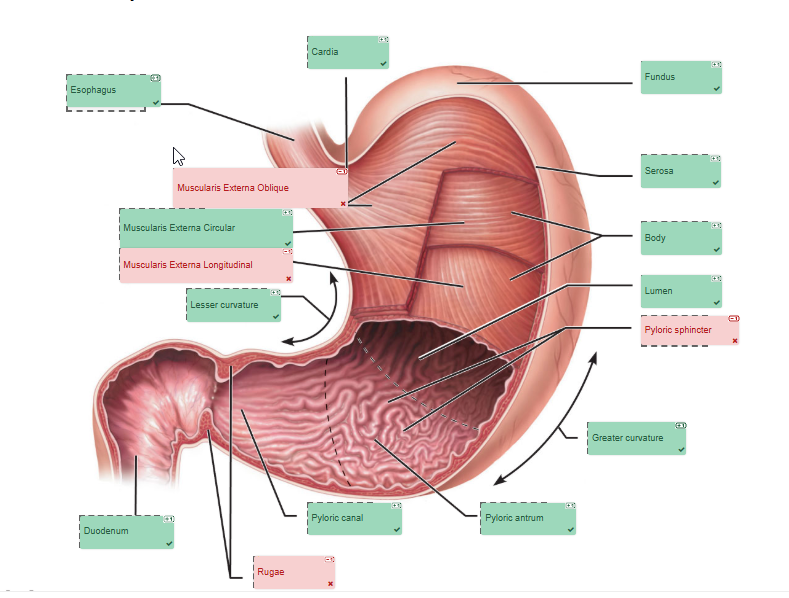 Cardia
Fundus
Esophagus
Serosa
Muscularis Externa Oblique
Muscularis Externa Circular
Body
Muscularis Externa Longitudinal
Lumen
Lesser curvature
Pyloric sphincter
Greater curvature
Pyloric canal
Pyloric antrum
Duodenum
Rugae